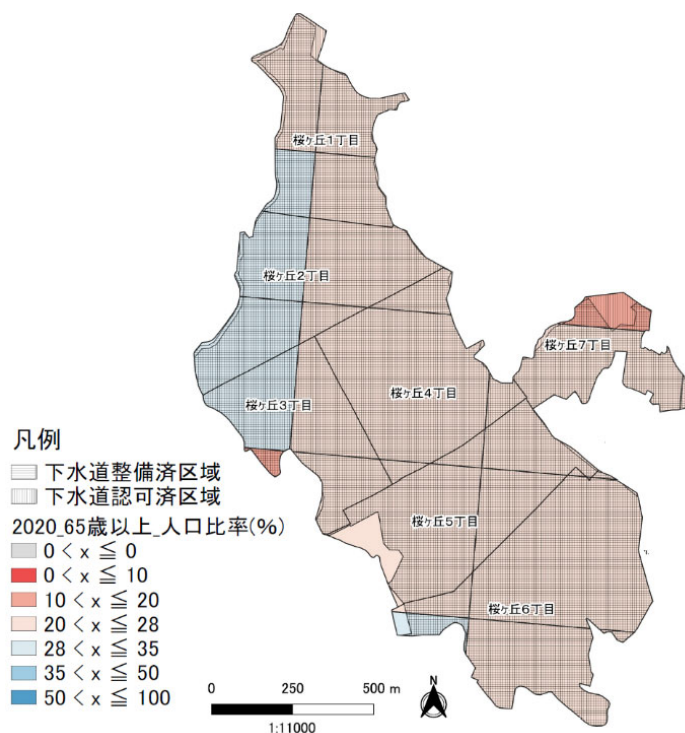 桜ヶ丘1丁目
桜ヶ丘2丁目
桜ヶ丘7丁目
桜ヶ丘4丁目
桜ヶ丘3丁目
桜ヶ丘5丁目
桜ヶ丘6丁目
凡例
下水道整備済区域
下水道認可済区域
2020_65歳以上_人口比率(%)
0 < x ≦ 0
0 < x ≦ 10
10 < x ≦ 20
20 < x ≦ 28
28 < x ≦ 35
35 < x ≦ 50
50 < x ≦ 100
0 250 500 m
1:11000
N